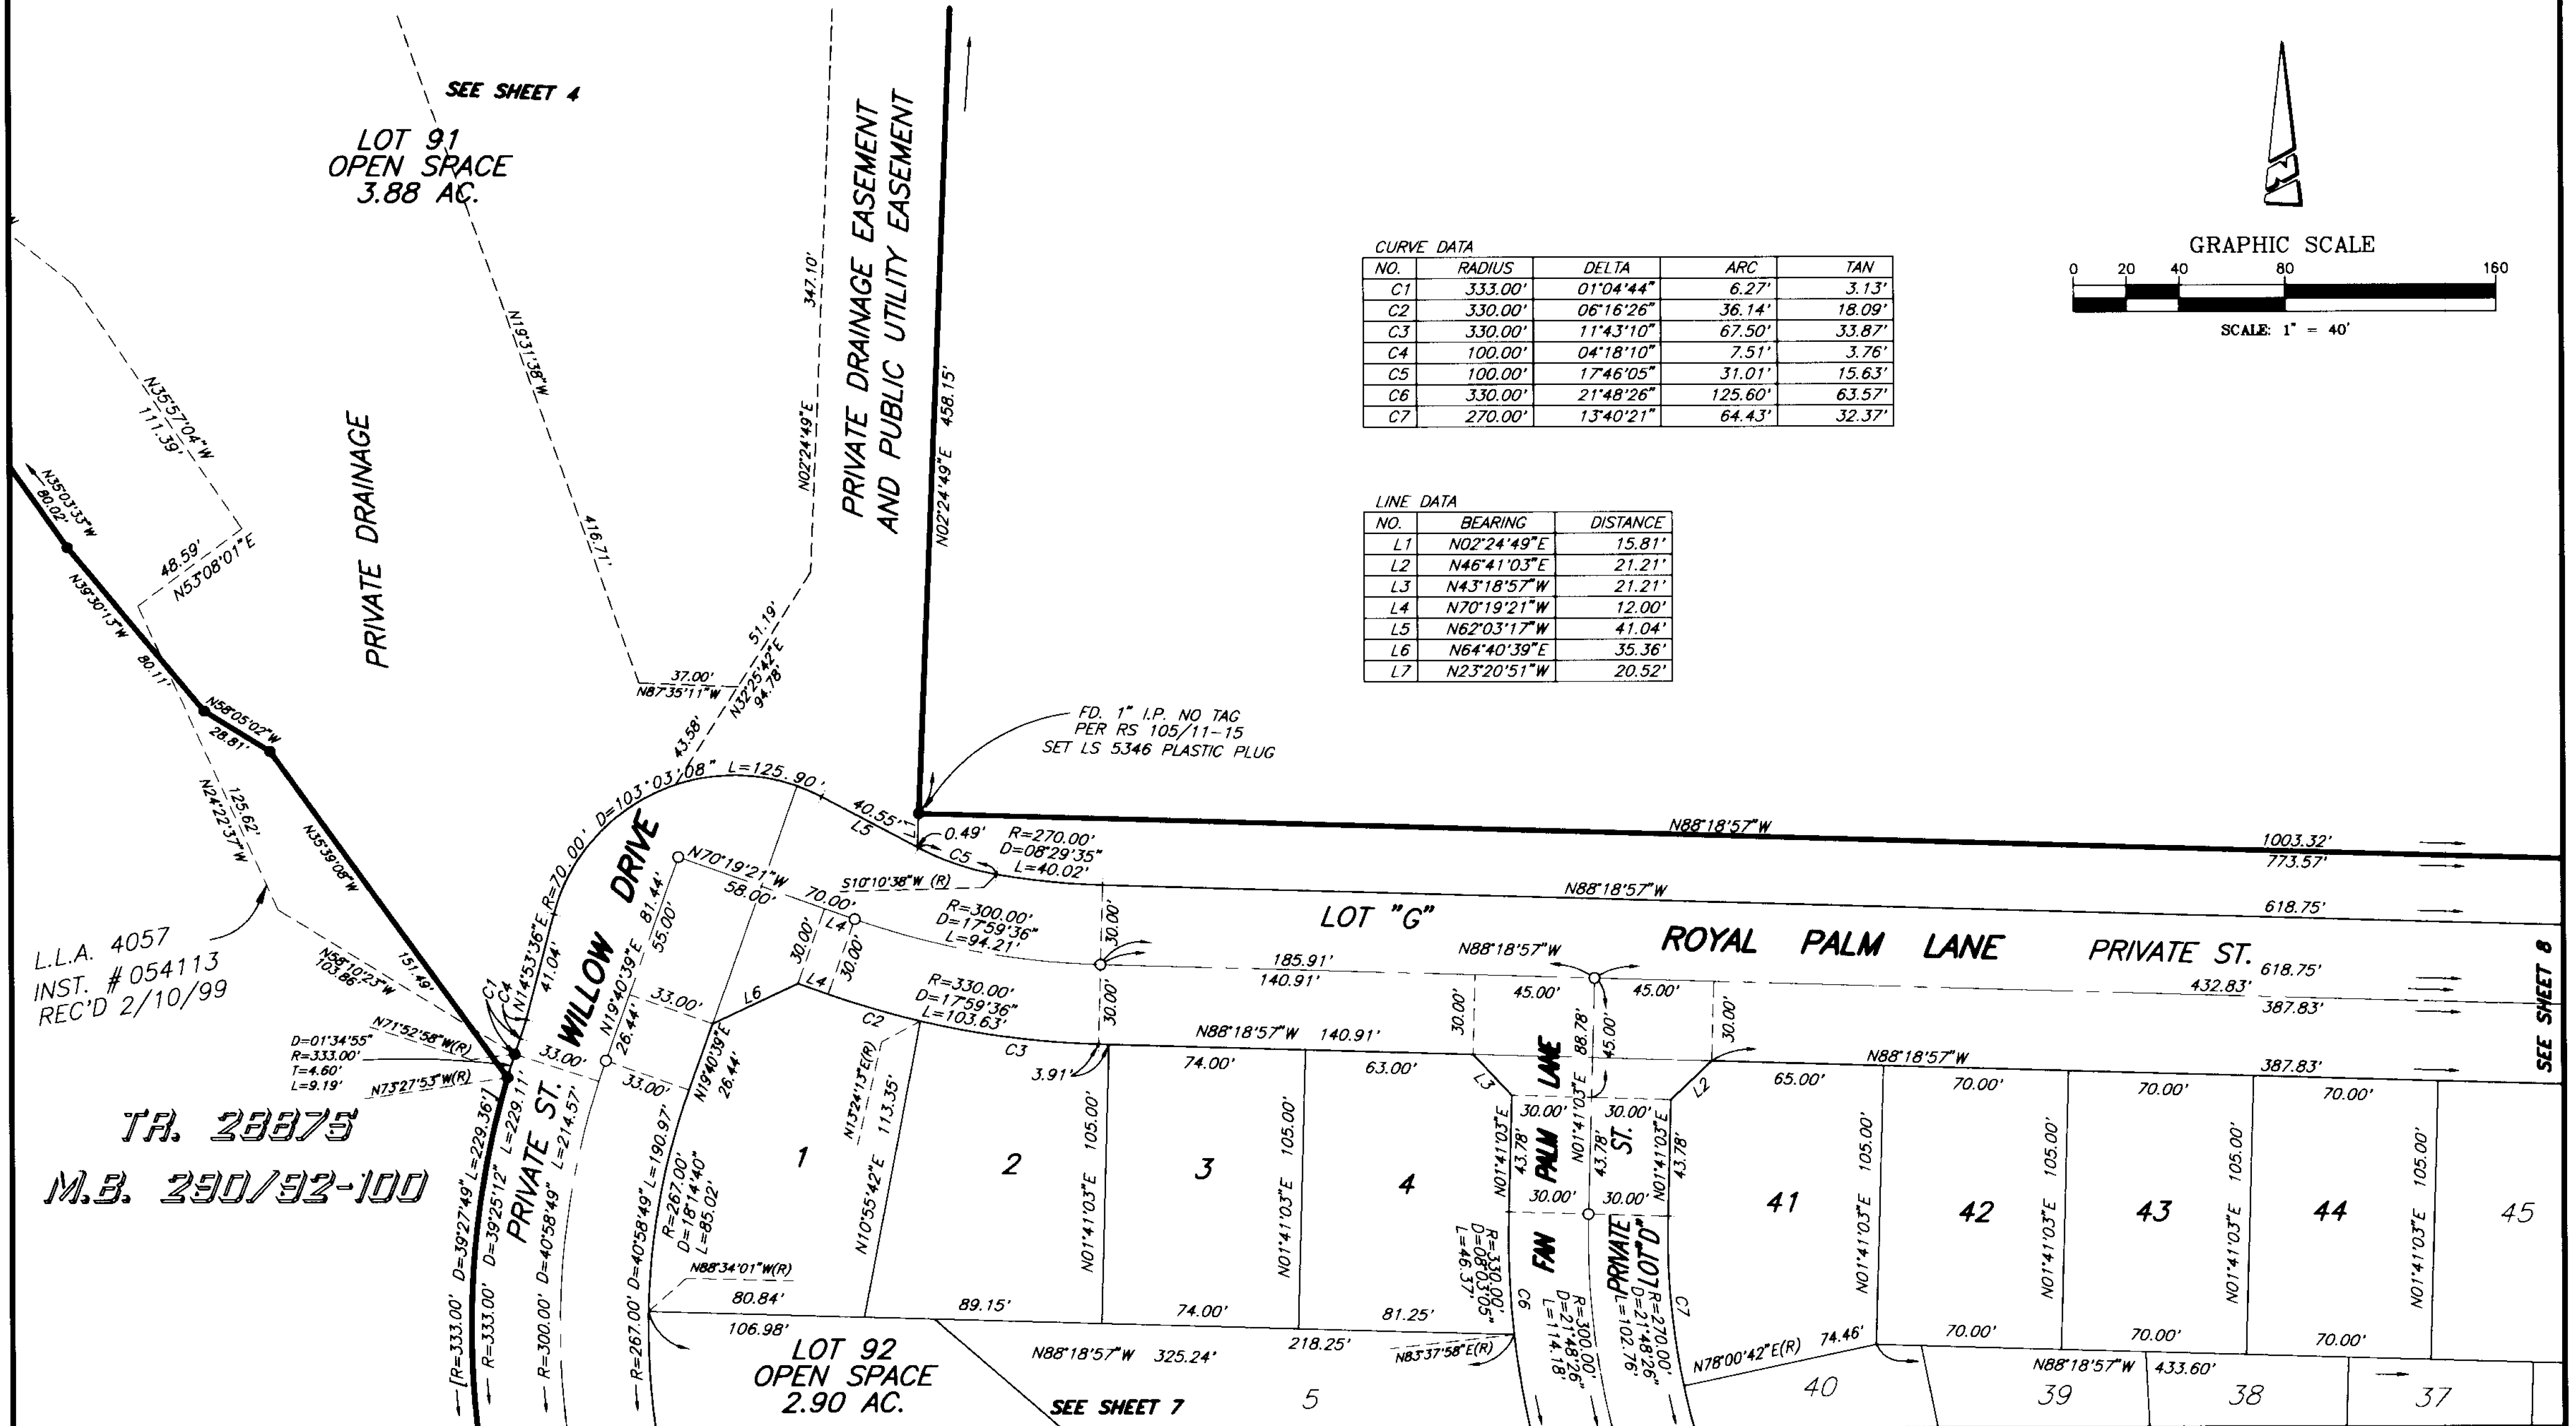 SEE SHEET 4
LOT 91
OPEN SPACE
3.88 AC.
PRIVATE DRAINAGE EASEMENT
AND PUBLIC UTILITY EASEMENT
347.10'
N02°24'49"E
N02°24'49"E 458.15'
N19°31'38"W
416.71'
N35°57'04"W
111.39'
PRIVATE DRAINAGE
N35°03'33"W
80.02'
48.59'
N53°08'01"E
N39°30'13"W
80.11'
N58°05'02"W
28.81'
125.62'
N24°22'37"W
N35°39'08"W
151.49'
N58°10'23"W
103.86'
37.00'
N87°35'11"W
51.19'
N32°25'42"E
94.78'
43.58'
CURVE DATA
NO. RADIUS DELTA ARC TAN
C1 333.00' 01°04'44" 6.27' 3.13'
C2 330.00' 06°16'26" 36.14' 18.09'
C3 330.00' 11°43'10" 67.50' 33.87'
C4 100.00' 04°18'10" 7.51' 3.76'
C5 100.00' 17°46'05" 31.01' 15.63'
C6 330.00' 21°48'26" 125.60' 63.57'
C7 270.00' 13°40'21" 64.43' 32.37'
LINE DATA
NO. BEARING DISTANCE
L1 N02°24'49"E 15.81'
L2 N46°41'03"E 21.21'
L3 N43°18'57"W 21.21'
L4 N70°19'21"W 12.00'
L5 N62°03'17"W 41.04'
L6 N64°40'39"E 35.36'
L7 N23°20'51"W 20.52'
GRAPHIC SCALE
0 20 40 80 160
SCALE: 1" = 40'
FD. 1" I.P. NO TAG
PER RS 105/11-15
SET LS 5346 PLASTIC PLUG
R=70.00' D=103°03'08" L=125.90'
40.55'
L5
L1
0.49'
C5
R=270.00'
D=08°29'35"
L=40.02'
S10°10'38"W (R)
N88°18'57"W
1003.32'
773.57'
N88°18'57"W
618.75'
LOT "G"
ROYAL PALM LANE PRIVATE ST.
618.75'
432.83'
387.83'
SEE SHEET 8
N88°18'57"W
185.91'
140.91'
45.00'
45.00'
30.00'
30.00'
30.00'
30.00'
N88°18'57"W 140.91'
N88°18'57"W
387.83'
WILLOW DRIVE
PRIVATE ST.
N70°19'21"W
58.00'
70.00'
L4
30.00'
30.00'
L4
R=300.00'
D=17°59'36"
L=94.21'
R=330.00'
D=17°59'36"
L=103.63'
C2
C3
3.91'
L6
81.44'
55.00'
N19°40'39"E
26.44'
33.00'
33.00'
33.00'
N19°40'39"E
26.44'
N14°53'36"E
41.04'
C1
C4
L.L.A. 4057
INST. #054113
REC'D 2/10/99
N71°52'58"W(R)
D=01°34'55"
R=333.00'
T=4.60'
L=9.19'
N73°27'53"W(R)
TR. 28875
M.B. 290/92-100
[R=333.00' D=39°27'49" L=229.36']
R=333.00' D=39°25'12" L=229.11'
R=300.00' D=40°58'49" L=214.57'
R=267.00' D=40°58'49" L=190.97'
R=267.00'
D=18°14'40"
L=85.02'
N88°34'01"W(R)
1
N13°24'13"E(R)
N10°55'42"E 113.35'
80.84'
106.98'
2
89.15'
N01°41'03"E 105.00'
74.00'
3
74.00'
N01°41'03"E 105.00'
63.00'
4
81.25'
218.25'
N88°18'57"W 325.24'
LOT 92
OPEN SPACE
2.90 AC.
SEE SHEET 7
5
N83°37'58"E(R)
L3
L2
FAN PALM LANE
PRIVATE ST.
LOT "D"
88.78'
45.00'
N01°41'03"E
43.78'
30.00'
30.00'
N01°41'03"E
43.78'
N01°41'03"E
43.78'
30.00'
30.00'
R=330.00'
D=08°03'05"
L=46.37'
C6
R=300.00'
D=21°48'26"
L=114.18'
R=270.00'
D=21°48'26"
L=102.76'
C7
N78°00'42"E(R)
74.46'
40
65.00'
41
N01°41'03"E 105.00'
70.00'
42
70.00'
N01°41'03"E 105.00'
70.00'
43
70.00'
N01°41'03"E 105.00'
70.00'
44
70.00'
N01°41'03"E 105.00'
45
N88°18'57"W 433.60'
39
38
37